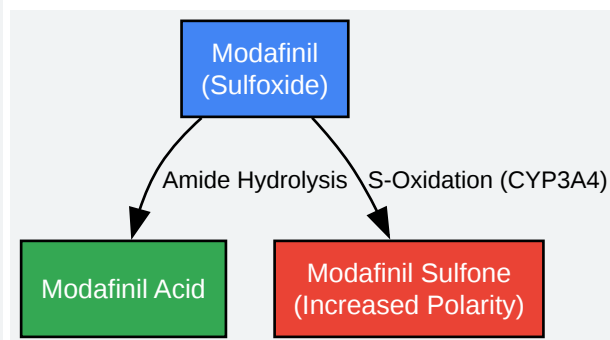 Modafinil
(Sulfoxide)
Amide Hydrolysis
S-Oxidation (CYP3A4)
Modafinil Acid
Modafinil Sulfone
(Increased Polarity)